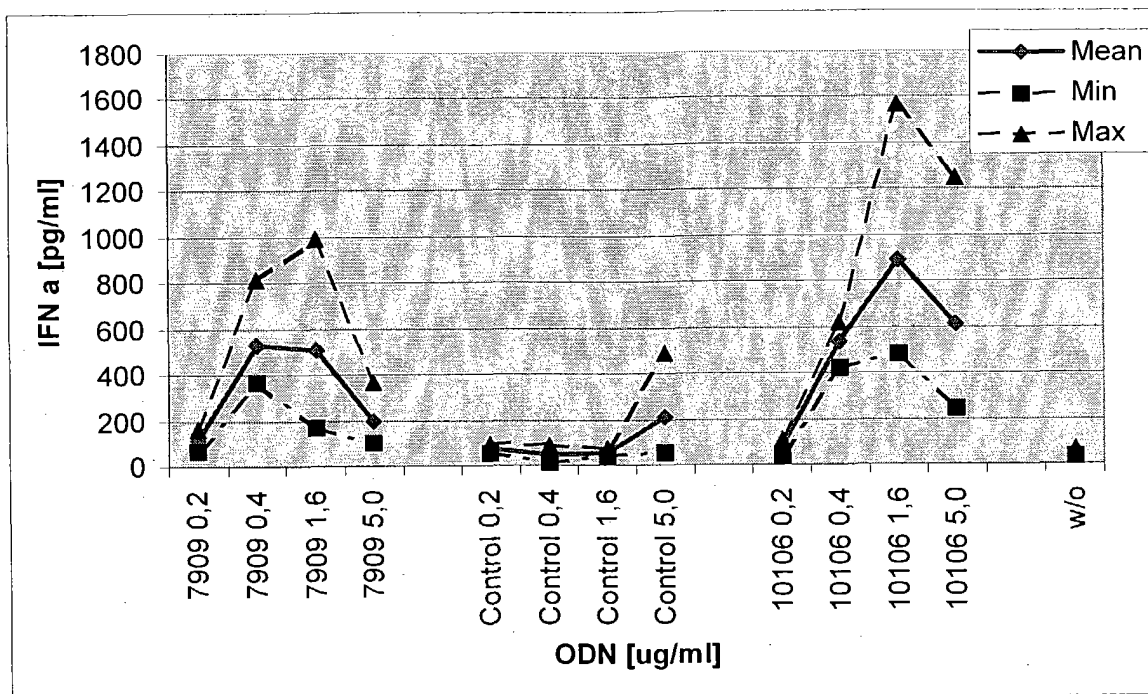 1800
1600
1400
1200
1000
800
600
400
200
0
IFN a [pg/ml]
Mean
Min
Max
7909 0,2
7909 0,4
7909 1,6
7909 5,0
Control 0,2
Control 0,4
Control 1,6
Control 5,0
10106 0,2
10106 0,4
10106 1,6
10106 5,0
w/o
ODN [ug/ml]